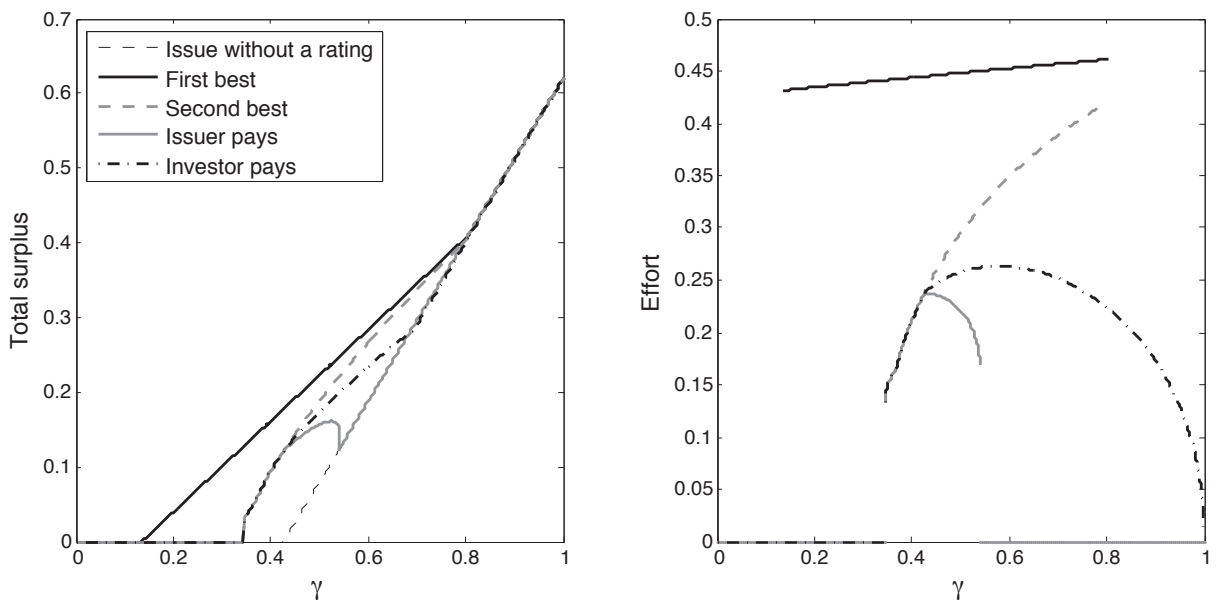 0.7
0.6
0.5
0.4
0.3
0.2
0.1
0
Total surplus
Issue without a rating
First best
Second best
Issuer pays
Investor pays
0 0.2 0.4 0.6 0.8 1
γ
0.5
0.45
0.4
0.35
0.3
0.25
0.2
0.15
0.1
0.05
0
Effort
0 0.2 0.4 0.6 0.8 1
γ